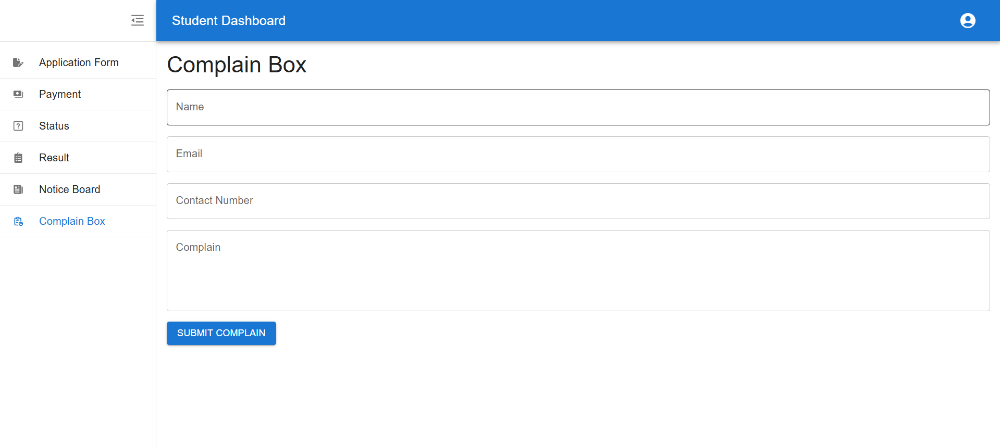 Student Dashboard
Application Form
Payment
Status
Result
Notice Board
Complain Box
Complain Box
Name
Email
Contact Number
Complain
SUBMIT COMPLAIN